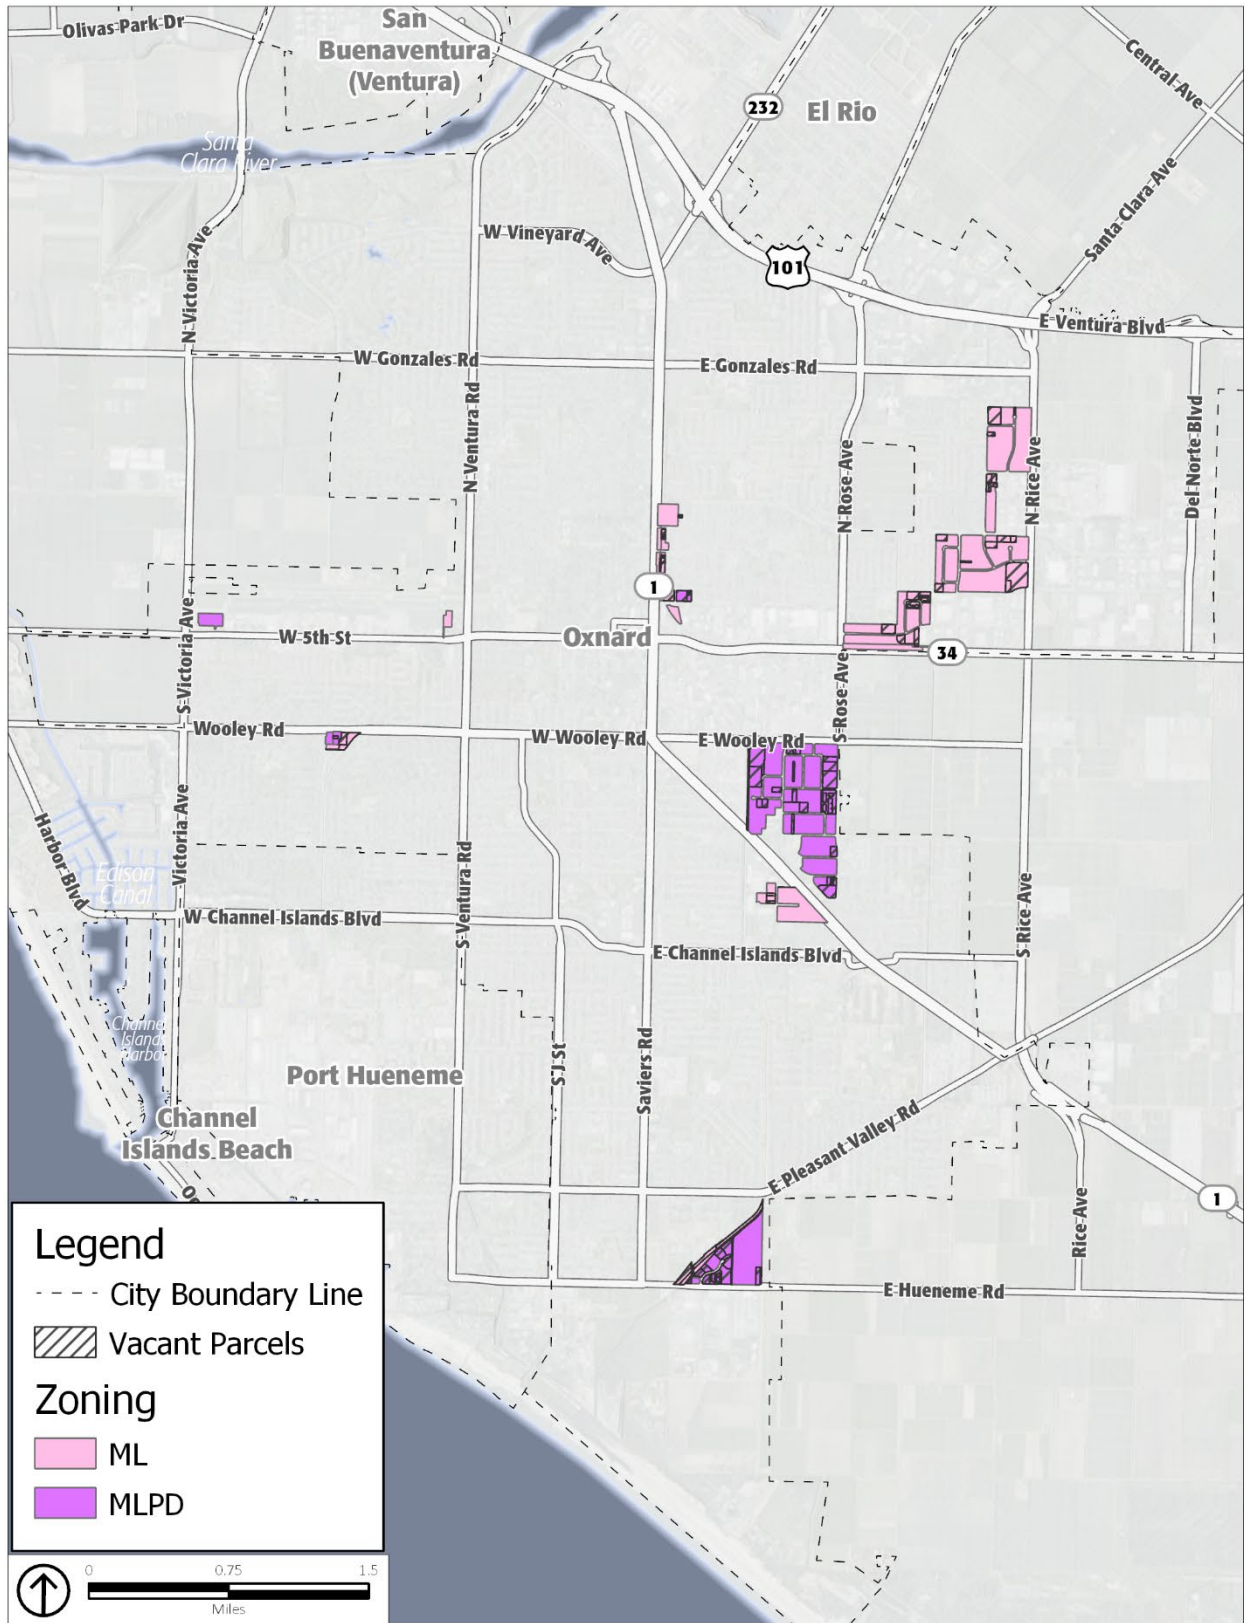 Olivas Park Dr
San
Buenaventura
(Ventura)
232
El Rio
Central Ave
Santa
Clara River
Santa Clara Ave
N Victoria Ave
W Vineyard Ave
101
E Ventura Blvd
W Gonzales Rd
E Gonzales Rd
N Ventura Rd
N Rose Ave
N Rice Ave
Del Norte Blvd
1
S Victoria Ave
W 5th St
Oxnard
34
S Rose Ave
Wooley Rd
W Wooley Rd
E Wooley Rd
Harbor Blvd
Victoria Ave
Edison
Canal
S Ventura Rd
W Channel Islands Blvd
E Channel Islands Blvd
S Rice Ave
Channel
Islands
Harbor
Port Hueneme
S J St
Saviers Rd
Channel
Islands Beach
E Pleasant Valley Rd
1
Rice Ave
E Hueneme Rd
Legend
City Boundary Line
Vacant Parcels
Zoning
ML
MLPD
0 0.75 1.5
Miles